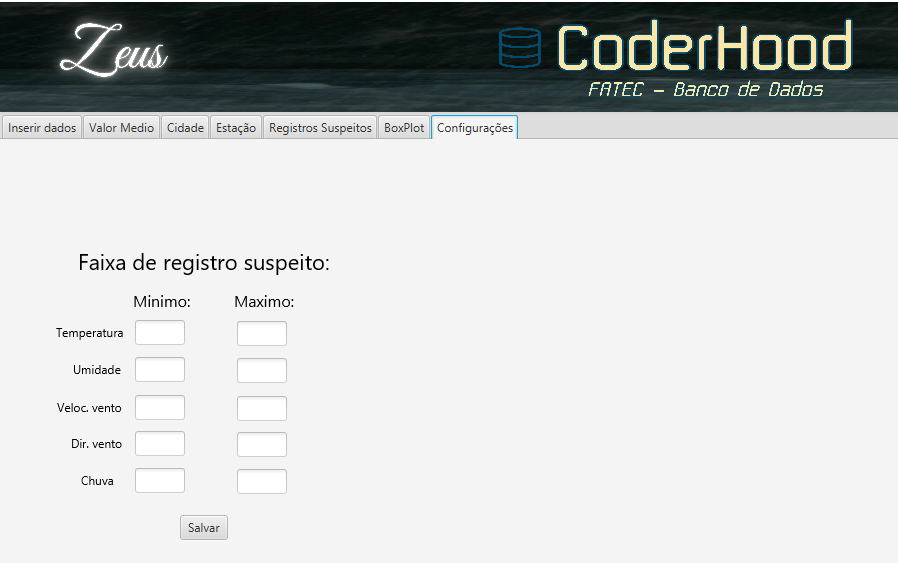 Zeus
CoderHood
FATEC - Banco de Dados
Inserir dados Valor Medio Cidade Estação Registros Suspeitos BoxPlot Configurações
Faixa de registro suspeito:
Minimo: Maximo:
Temperatura
Umidade
Veloc. vento
Dir. vento
Chuva
Salvar